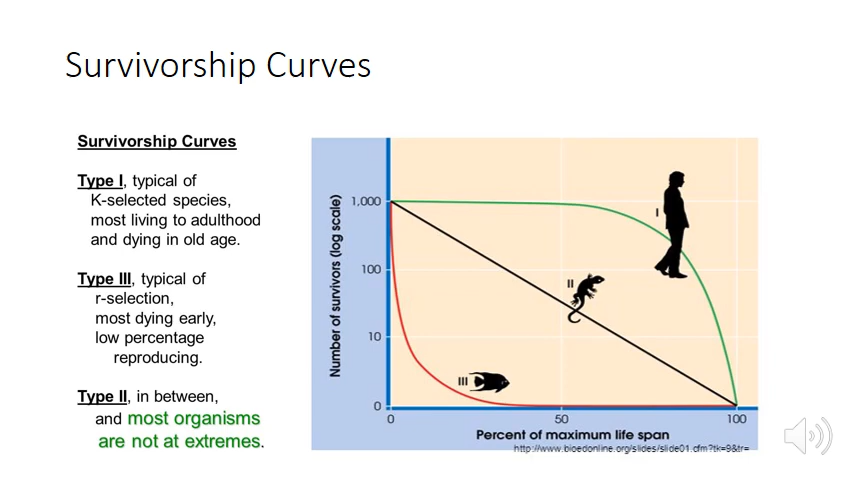 Survivorship Curves
Survivorship Curves
Type I, typical of
K-selected species,
most living to adulthood
and dying in old age.
Type III, typical of
r-selection,
most dying early,
low percentage
reproducing.
Type II, in between,
and most organisms
are not at extremes.
Number of survivors (log scale)
1,000
100
10
0
I
II
III
0
50
100
Percent of maximum life span
http://www.bioedonline.org/slides/slide01.cfm?tk=9&tr=